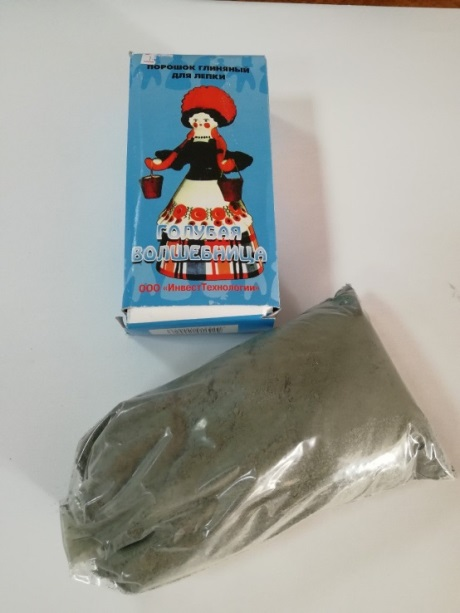 ПОРОШОК ГЛИНЯНЫЙ
ДЛЯ ЛЕПКИ
ГОЛУБАЯ
ВОЛШЕБНИЦА
ООО «ИнвестТехнологии»